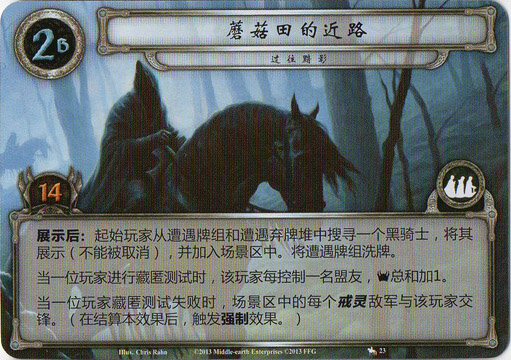 2B
蘑菇田的近路
过往黯影
14
展示后：起始玩家从遭遇牌组和遭遇弃牌堆中搜寻一个黑骑士，将其
展示（不能被取消），并加入场景区中。将遭遇牌组洗牌。
当一位玩家进行藏匿测试时，该玩家每控制一名盟友，总和加1。
当一位玩家藏匿测试失败时，场景区中的每个戒灵敌军与该玩家交
锋。（在结算本效果后，触发强制效果。）
Illus. Chris Rahn ©2013 Middle-earth Enterprises ©2013 FFG 23